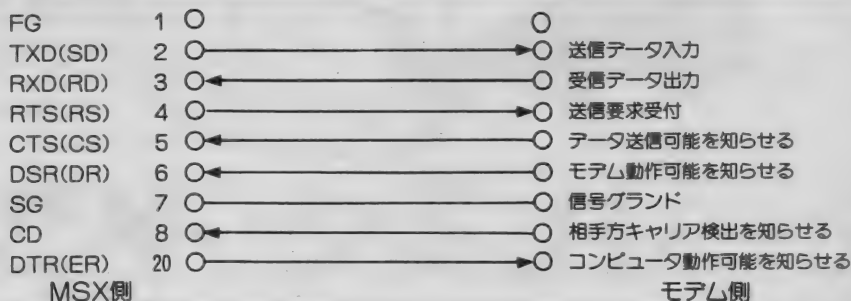 FG 1
TXD(SD) 2 送信データ入力
RXD(RD) 3 受信データ出力
RTS(RS) 4 送信要求受付
CTS(CS) 5 データ送信可能を知らせる
DSR(DR) 6 モデム動作可能を知らせる
SG 7 信号グランド
CD 8 相手方キャリア検出を知らせる
DTR(ER) 20 コンピュータ動作可能を知らせる
MSX側 モデム側